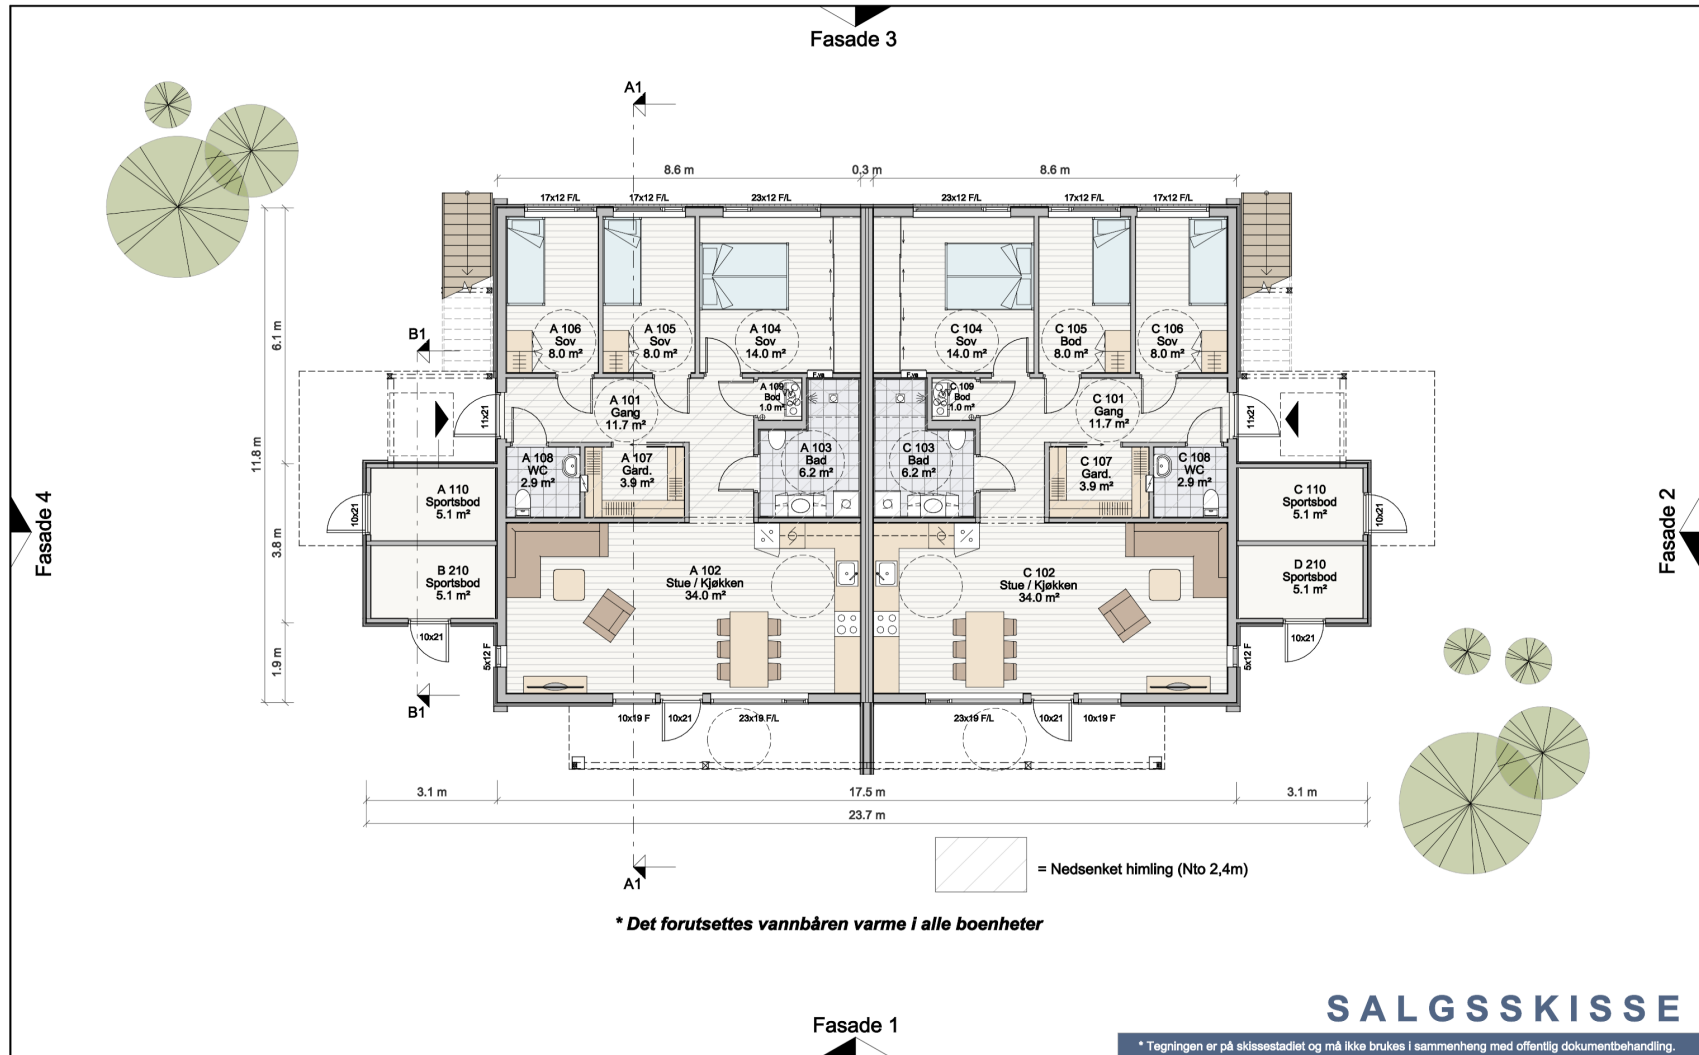 Fasade 3
A1
8.6 m
0.3 m
8.6 m
17x12 F/L
17x12 F/L
23x12 F/L
23x12 F/L
17x12 F/L
17x12 F/L
6.1 m
11.8 m
3.8 m
1.9 m
B1
A 106
Sov
8.0 m²
A 105
Sov
8.0 m²
A 104
Sov
14.0 m²
C 104
Sov
14.0 m²
C 105
Bod
8.0 m²
C 106
Sov
8.0 m²
F.vs
F.vs
11x21
A 101
Gang
11.7 m²
A 109
Bod
1.0 m²
C 109
Bod
1.0 m²
C 101
Gang
11.7 m²
11x21
A 108
WC
2.9 m²
A 107
Gard.
3.9 m²
A 103
Bad
6.2 m²
C 103
Bad
6.2 m²
C 107
Gard.
3.9 m²
C 108
WC
2.9 m²
Fasade 4
10x21
A 110
Sportsbod
5.1 m²
C 110
Sportsbod
5.1 m²
10x21
Fasade 2
B 210
Sportsbod
5.1 m²
A 102
Stue / Kjøkken
34.0 m²
C 102
Stue / Kjøkken
34.0 m²
D 210
Sportsbod
5.1 m²
10x21
5x12 F
5x12 F
10x21
B1
10x19 F
10x21
23x19 F/L
23x19 F/L
10x21
10x19 F
3.1 m
17.5 m
3.1 m
23.7 m
A1
= Nedsenket himling (Nto 2,4m)
* Det forutsettes vannbåren varme i alle boenheter
SALGSSKISSE
Fasade 1
* Tegningen er på skissestadiet og må ikke brukes i sammenheng med offentlig dokumentbehandling.